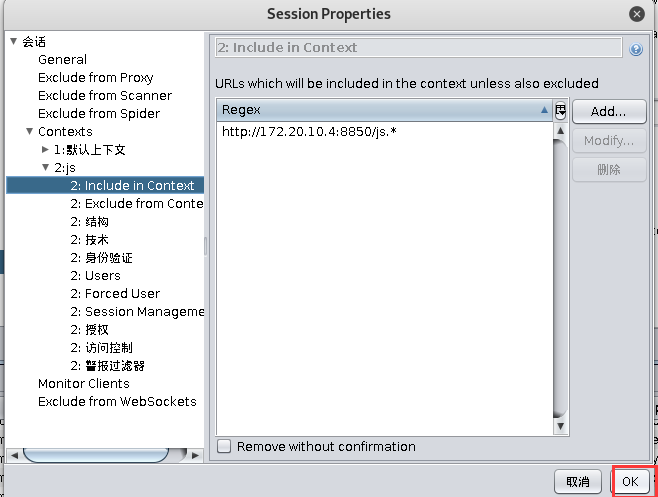 Session Properties
会话
General
Exclude from Proxy
Exclude from Scanner
Exclude from Spider
Contexts
1:默认上下文
2:js
2: Include in Context
2: Exclude from Conte
2: 结构
2: 技术
2: 身份验证
2: Users
2: Forced User
2: Session Manageme
2: 授权
2: 访问控制
2: 警报过滤器
Monitor Clients
Exclude from WebSockets
2: Include in Context
URLs which will be included in the context unless also excluded
Regex
http://172.20.10.4:8850/js.*
Add...
Modify...
删除
Remove without confirmation
取消
OK